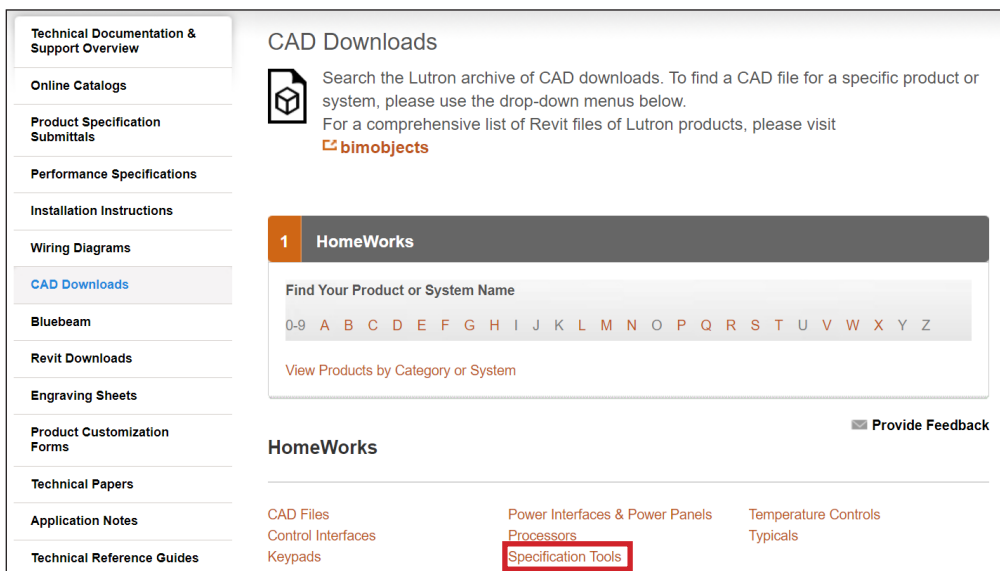 Technical Documentation &
Support Overview
Online Catalogs
Product Specification
Submittals
Performance Specifications
Installation Instructions
Wiring Diagrams
CAD Downloads
Bluebeam
Revit Downloads
Engraving Sheets
Product Customization
Forms
Technical Papers
Application Notes
Technical Reference Guides
CAD Downloads
Search the Lutron archive of CAD downloads. To find a CAD file for a specific product or
system, please use the drop-down menus below.
For a comprehensive list of Revit files of Lutron products, please visit
bimobjects
1 HomeWorks
Find Your Product or System Name
0-9 A B C D E F G H I J K L M N O P Q R S T U V W X Y Z
View Products by Category or System
Provide Feedback
HomeWorks
CAD Files
Control Interfaces
Keypads
Power Interfaces & Power Panels
Processors
Specification Tools
Temperature Controls
Typicals